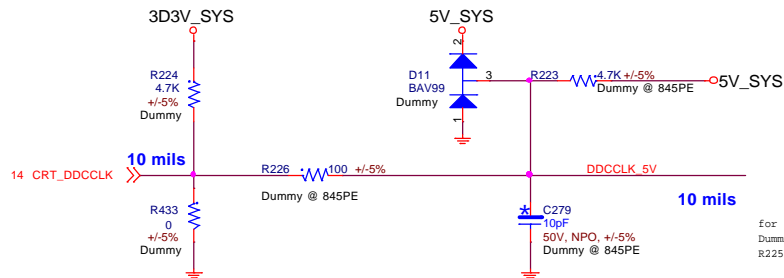 3D3V_SYS
5V_SYS
R224
4.7K
+/-5%
Dummy
2
D11
BAV99
Dummy
3
1
R223
4.7K +/-5%
Dummy @ 845PE
5V_SYS
14 CRT_DDCCLK
10 mils
R226
100 +/-5%
Dummy @ 845PE
DDCCLK_5V
10 mils
R433
0
+/-5%
Dummy
C279
10pF
50V, NPO, +/-5%
Dummy @ 845PE
for
Dumm
R225